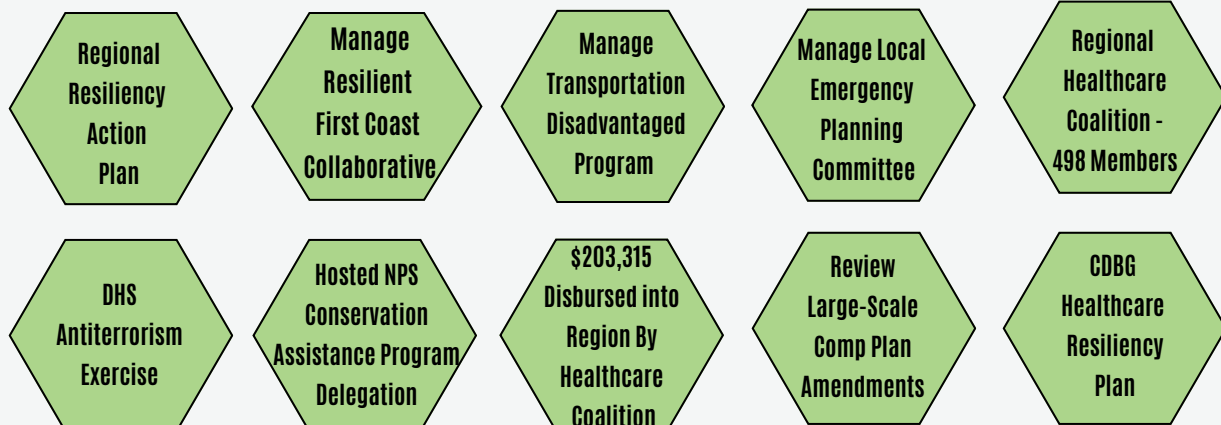 Regional
Resiliency
Action
Plan
Manage
Resilient
First Coast
Collaborative
Manage
Transportation
Disadvantaged
Program
Manage Local
Emergency
Planning
Committee
Regional
Healthcare
Coalition -
498 Members
DHS
Antiterrorism
Exercise
Hosted NPS
Conservation
Assistance Program
Delegation
$203,315
Disbursed into
Region By
Healthcare
Coalition
Review
Large-Scale
Comp Plan
Amendments
CDBG
Healthcare
Resiliency
Plan